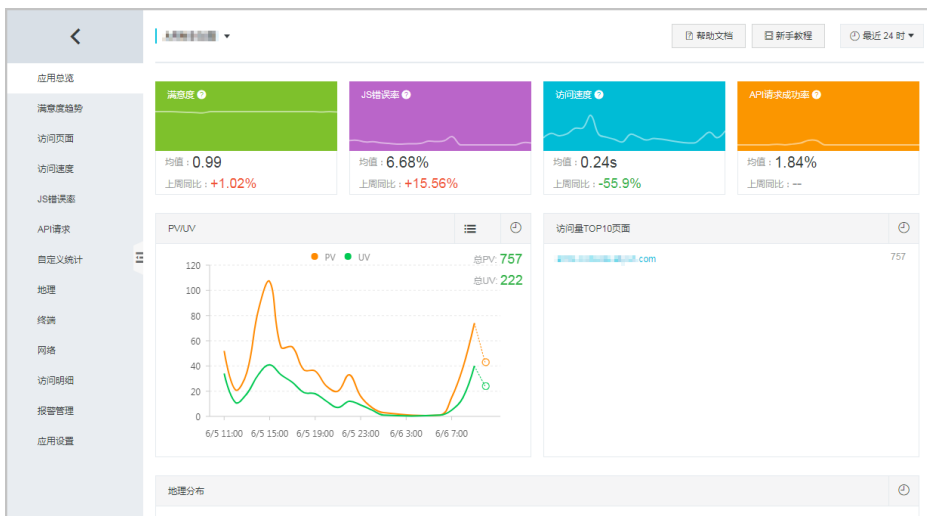 帮助文档
新手教程
最近 24 时
应用总览
满意度趋势
访问页面
访问速度
JS错误率
API请求
自定义统计
地理
终端
网络
访问明细
报警管理
应用设置
满意度
均值：0.99
上周同比：+1.02%
JS错误率
均值：6.68%
上周同比：+15.56%
访问速度
均值：0.24s
上周同比：-55.9%
API请求成功率
均值：1.84%
上周同比：--
PV/UV
PV UV
总PV: 757
总UV: 222
120
100
80
60
40
20
0
6/5 11:00 6/5 15:00 6/5 19:00 6/5 23:00 6/6 3:00 6/6 7:00
访问量TOP10页面
.com 757
地理分布